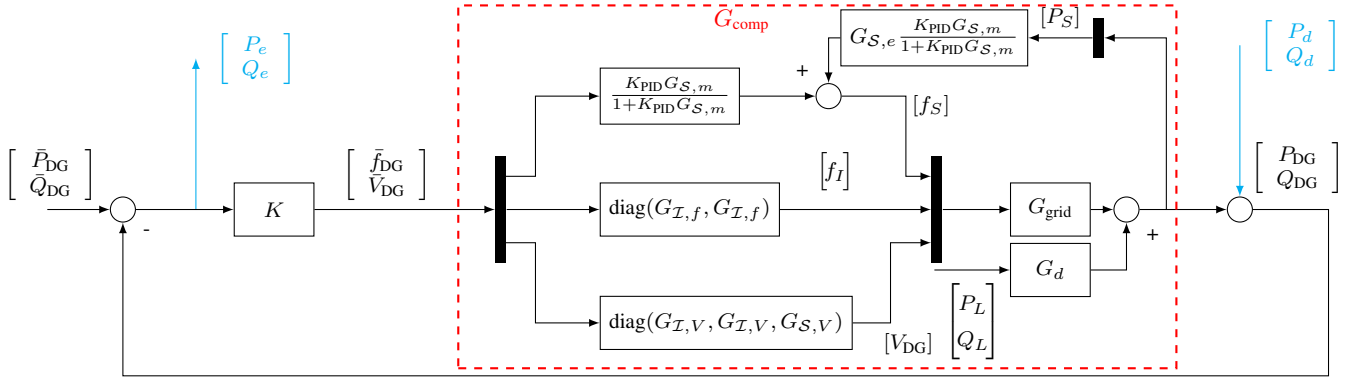 G_comp
[P_S]
G_{S,e} K_PID G_{S,m} / 1+K_PID G_{S,m}
[ P_e
Q_e ]
[ P_d
Q_d ]
+
K_PID G_{S,m} / 1+K_PID G_{S,m}
[f_S]
[ P̄_DG
Q̄_DG ]
[ f̄_DG
V̄_DG ]
[f_I]
[ P_DG
Q_DG ]
K
diag(G_{I,f}, G_{I,f})
G_grid
-
+
G_d
diag(G_{I,V}, G_{I,V}, G_{S,V})
[V_DG]
[ P_L
Q_L ]